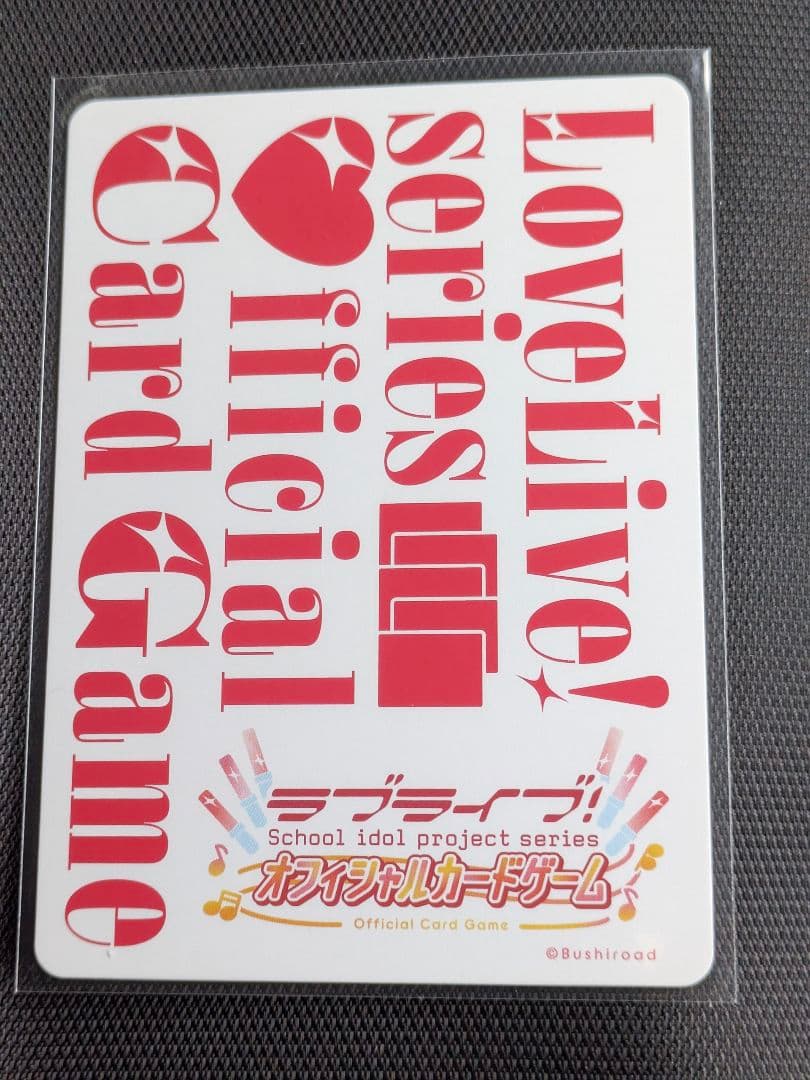 LoveLive!
series
♥fficial
Card Game
ラブライブ!
School idol project series
オフィシャルカードゲーム
Official Card Game
©Bushiroad